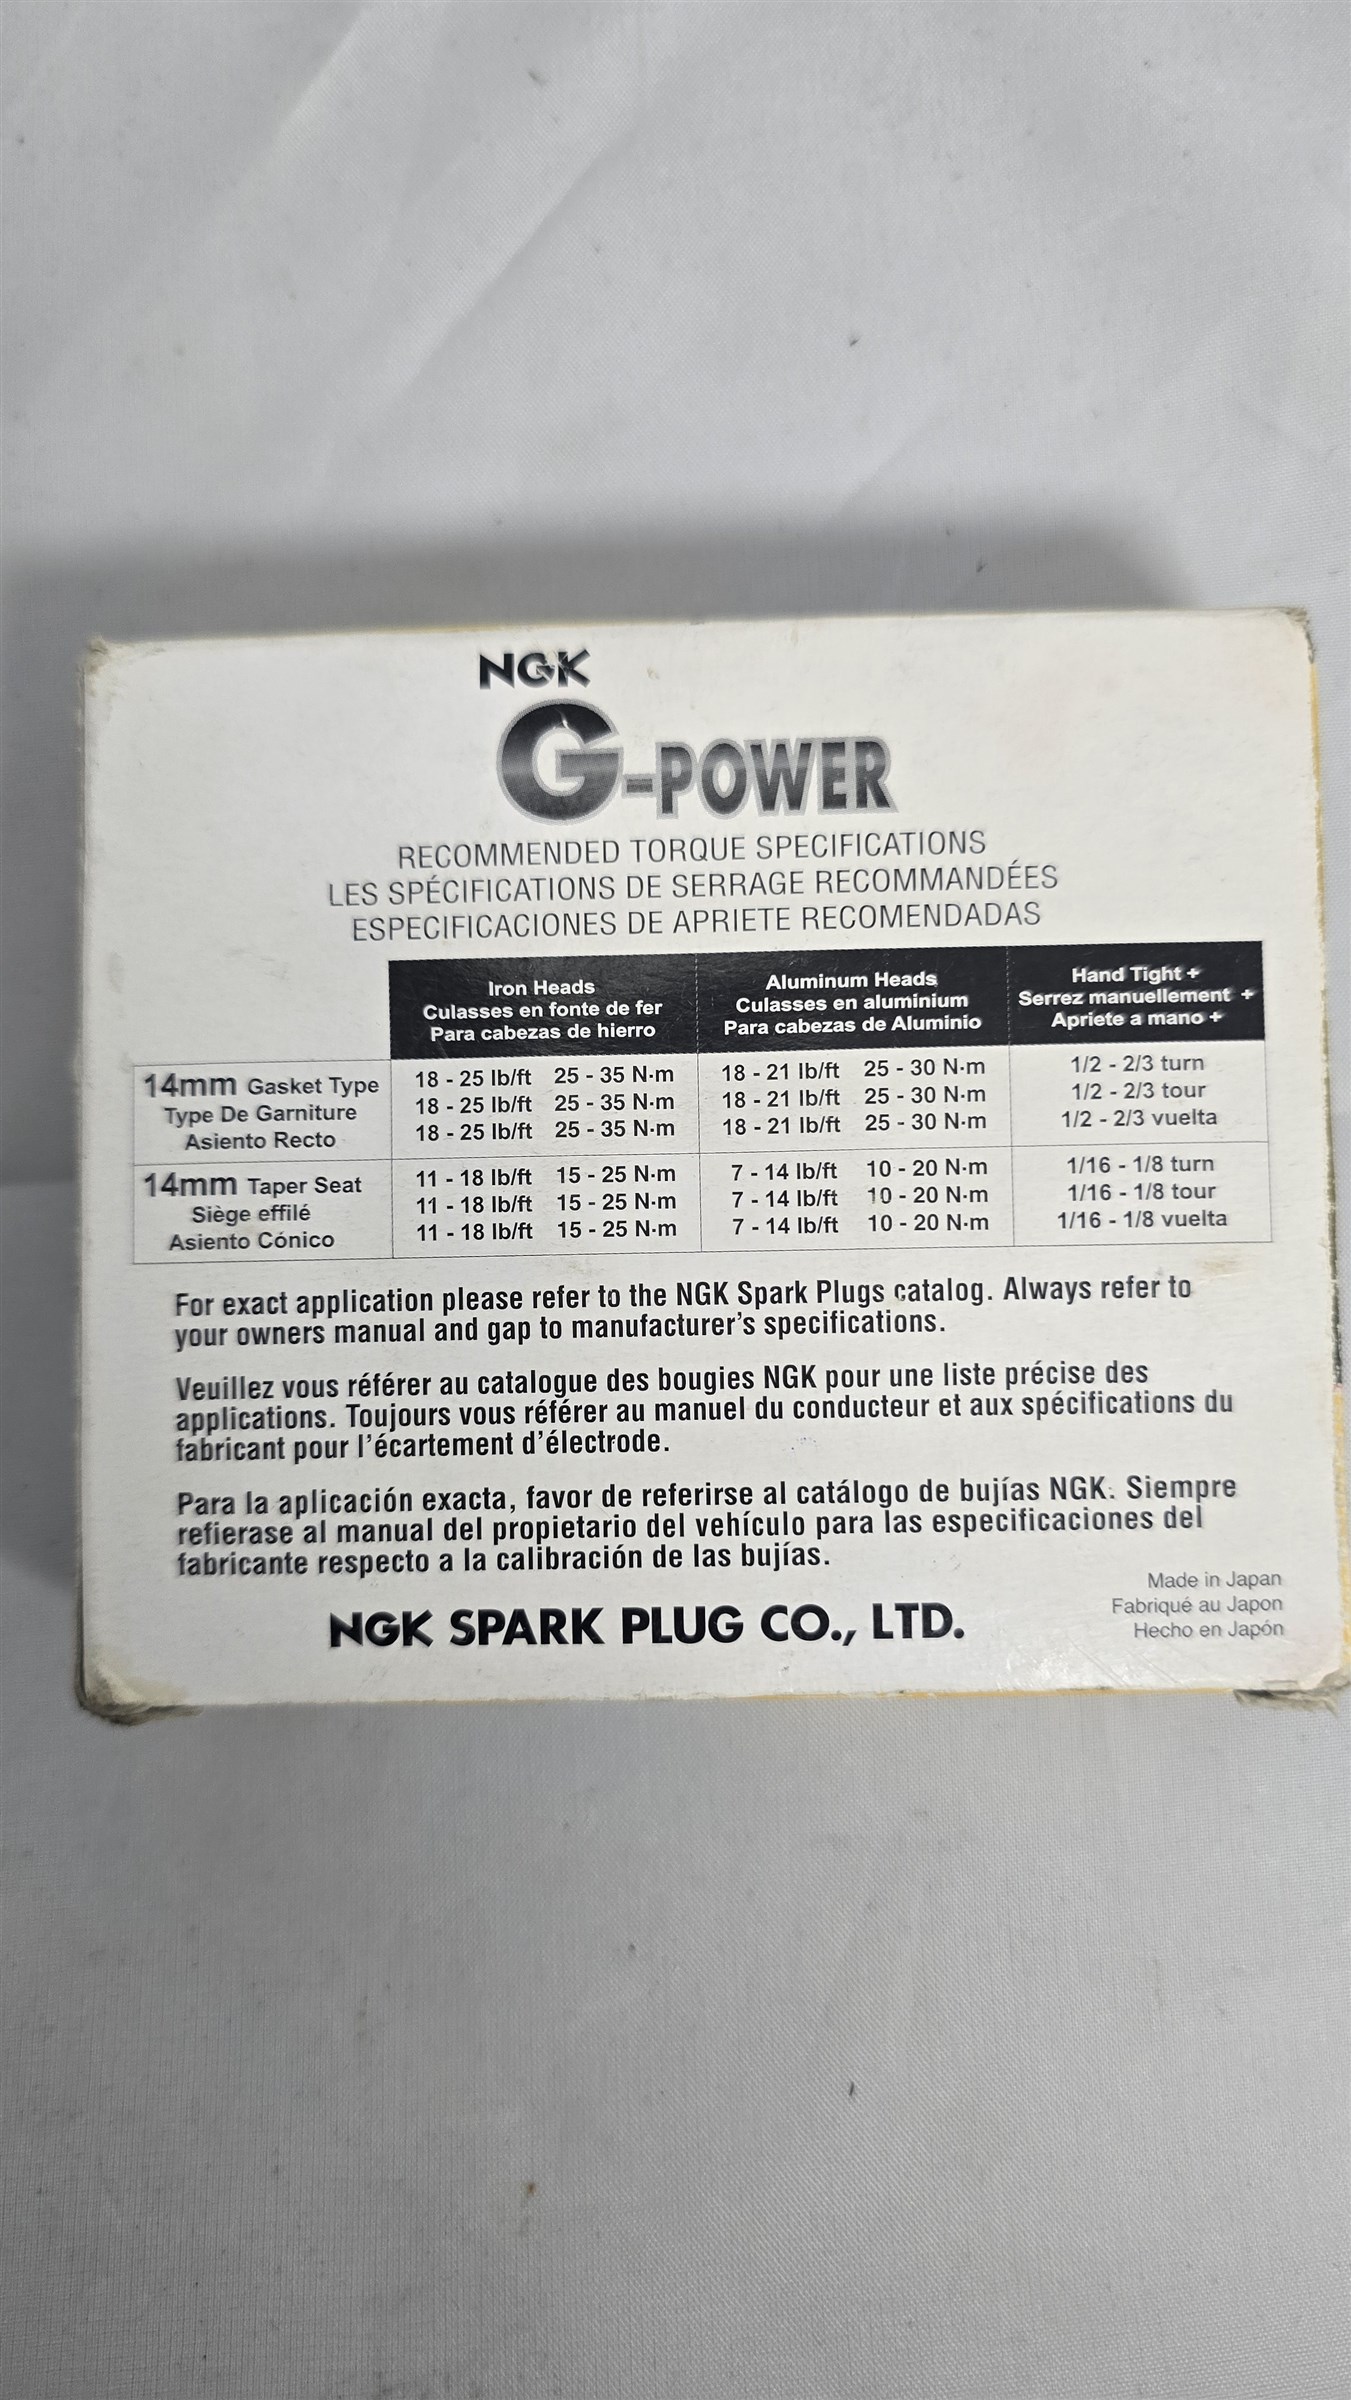 NGK
G-POWER
RECOMMENDED TORQUE SPECIFICATIONS
LES SPÉCIFICATIONS DE SERRAGE RECOMMANDÉES
ESPECIFICACIONES DE APRIETE RECOMENDADAS
Iron Heads
Culasses en fonte de fer
Para cabezas de hierro
Aluminum Heads
Culasses en aluminium
Para cabezas de Aluminio
Hand Tight +
Serrez manuellement +
Apriete a mano +
14mm Gasket Type 18 - 25 lb/ft 25 - 35 N·m 18 - 21 lb/ft 25 - 30 N·m 1/2 - 2/3 turn
Type De Garniture 18 - 25 lb/ft 25 - 35 N·m 18 - 21 lb/ft 25 - 30 N·m 1/2 - 2/3 tour
Asiento Recto 18 - 25 lb/ft 25 - 35 N·m 18 - 21 lb/ft 25 - 30 N·m 1/2 - 2/3 vuelta
14mm Taper Seat 11 - 18 lb/ft 15 - 25 N·m 7 - 14 lb/ft 10 - 20 N·m 1/16 - 1/8 turn
Siège effilé 11 - 18 lb/ft 15 - 25 N·m 7 - 14 lb/ft 10 - 20 N·m 1/16 - 1/8 tour
Asiento Cónico 11 - 18 lb/ft 15 - 25 N·m 7 - 14 lb/ft 10 - 20 N·m 1/16 - 1/8 vuelta
For exact application please refer to the NGK Spark Plugs catalog. Always refer to
your owners manual and gap to manufacturer's specifications.
Veuillez vous référer au catalogue des bougies NGK pour une liste précise des
applications. Toujours vous référer au manuel du conducteur et aux spécifications du
fabricant pour l'écartement d'électrode.
Para la aplicación exacta, favor de referirse al catálogo de bujías NGK. Siempre
refierase al manual del propietario del vehículo para las especificaciones del
fabricante respecto a la calibración de las bujías.
Made in Japan
Fabriqué au Japon
Hecho en Japón
NGK SPARK PLUG CO., LTD.